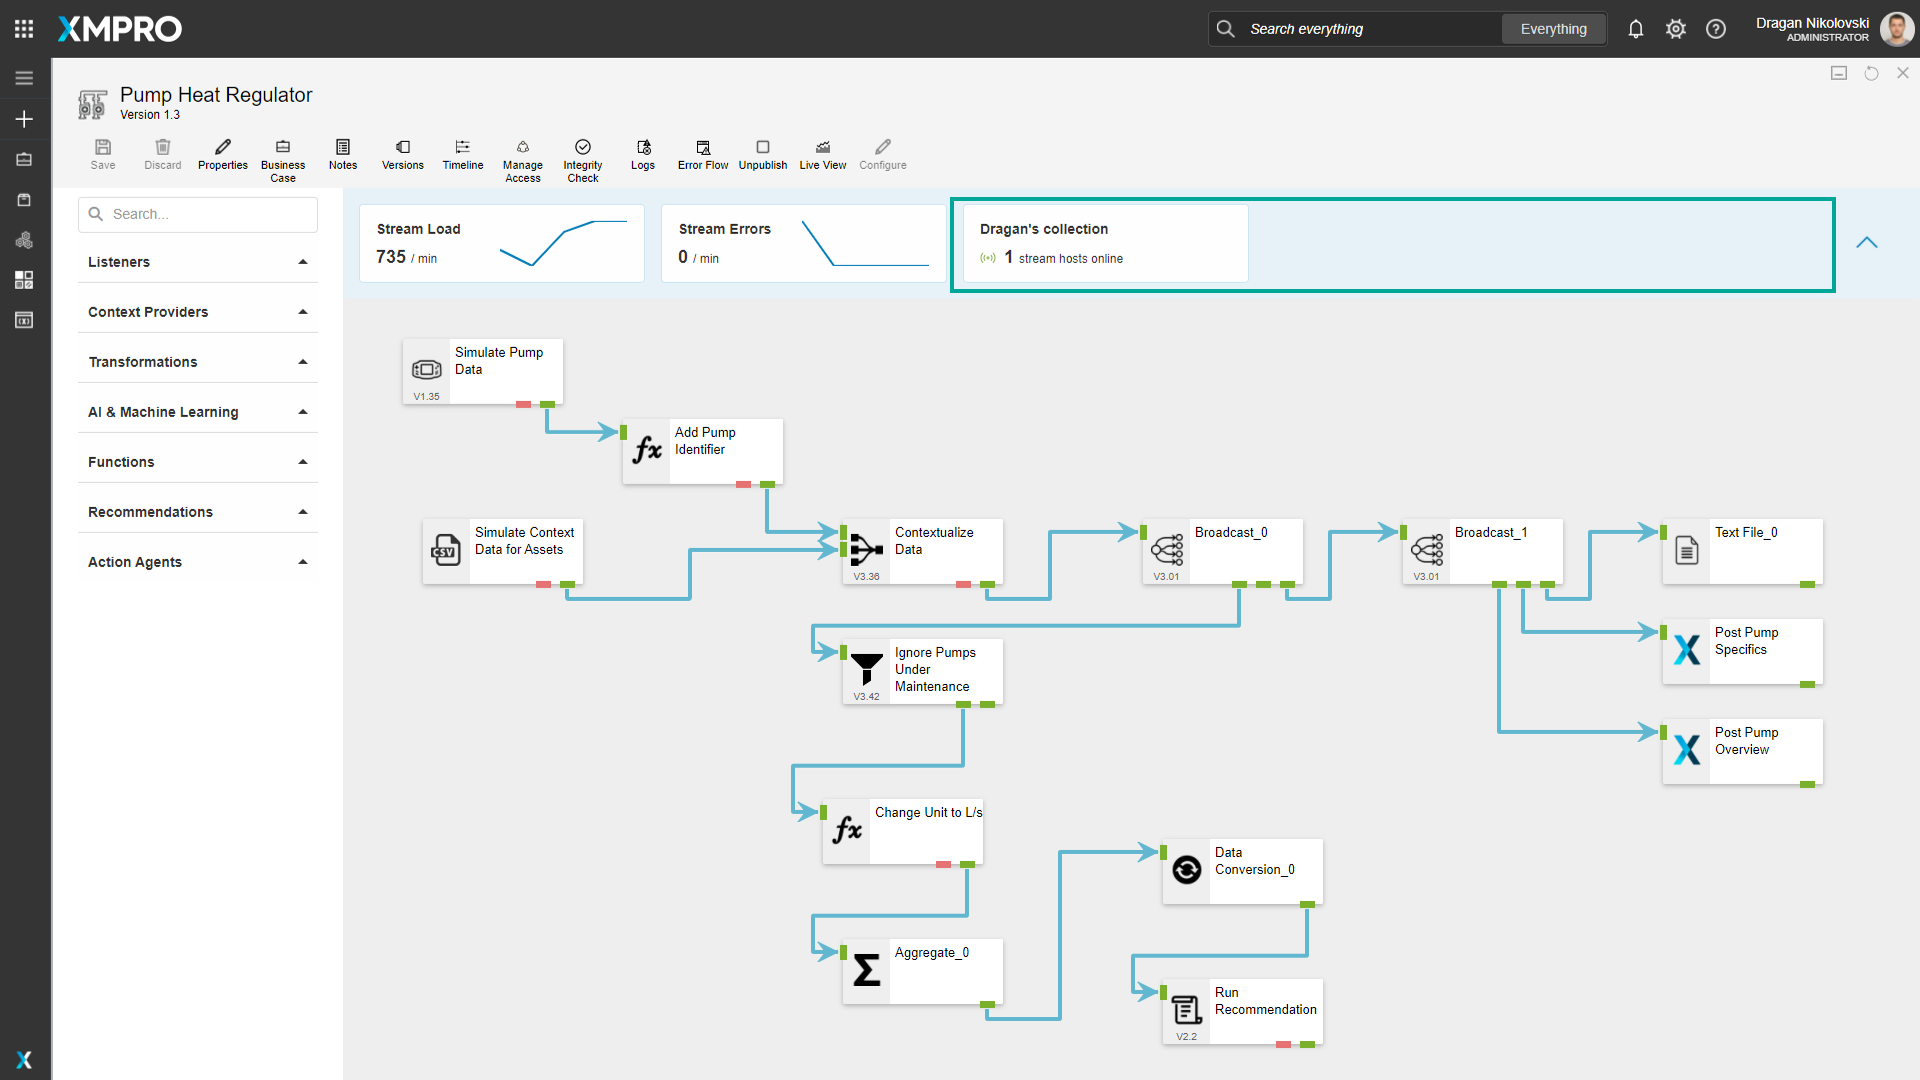 XMPRO
Search everything
Everything
Dragan Nikolovski
ADMINISTRATOR
Pump Heat Regulator
Version 1.3
Save
Discard
Properties
Business
Case
Notes
Versions
Timeline
Manage
Access
Integrity
Check
Logs
Error Flow
Unpublish
Live View
Configure
Search...
Listeners
Context Providers
Transformations
AI & Machine Learning
Functions
Recommendations
Action Agents
Stream Load
735 / min
Stream Errors
0 / min
Dragan's collection
1 stream hosts online
Simulate Pump
Data
V1.35
Add Pump
Identifier
fx
Simulate Context
Data for Assets
CSV
Contextualize
Data
V3.36
Broadcast_0
V3.01
Broadcast_1
V3.01
Text File_0
Post Pump
Specifics
Post Pump
Overview
Ignore Pumps
Under
Maintenance
V3.42
Change Unit to L/s
fx
Data
Conversion_0
Aggregate_0
Σ
Run
Recommendation
V2.2